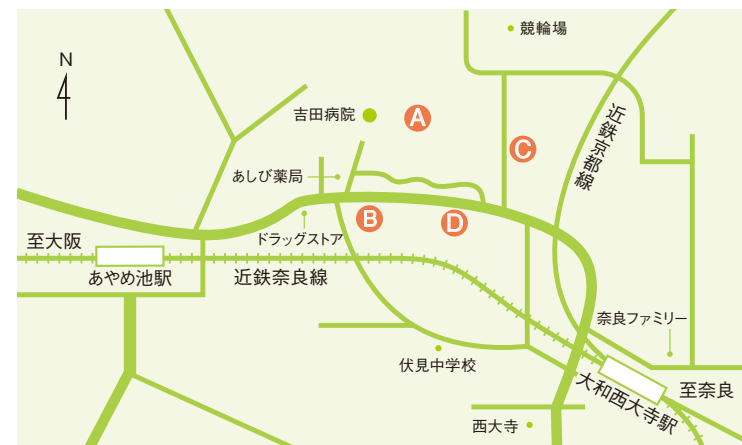 競輪場
N
吉田病院
A
近鉄京都線
C
あしび薬局
B
D
至大阪
ドラッグストア
あやめ池駅
近鉄奈良線
奈良ファミリー
伏見中学校
大和西大寺駅
至奈良
西大寺